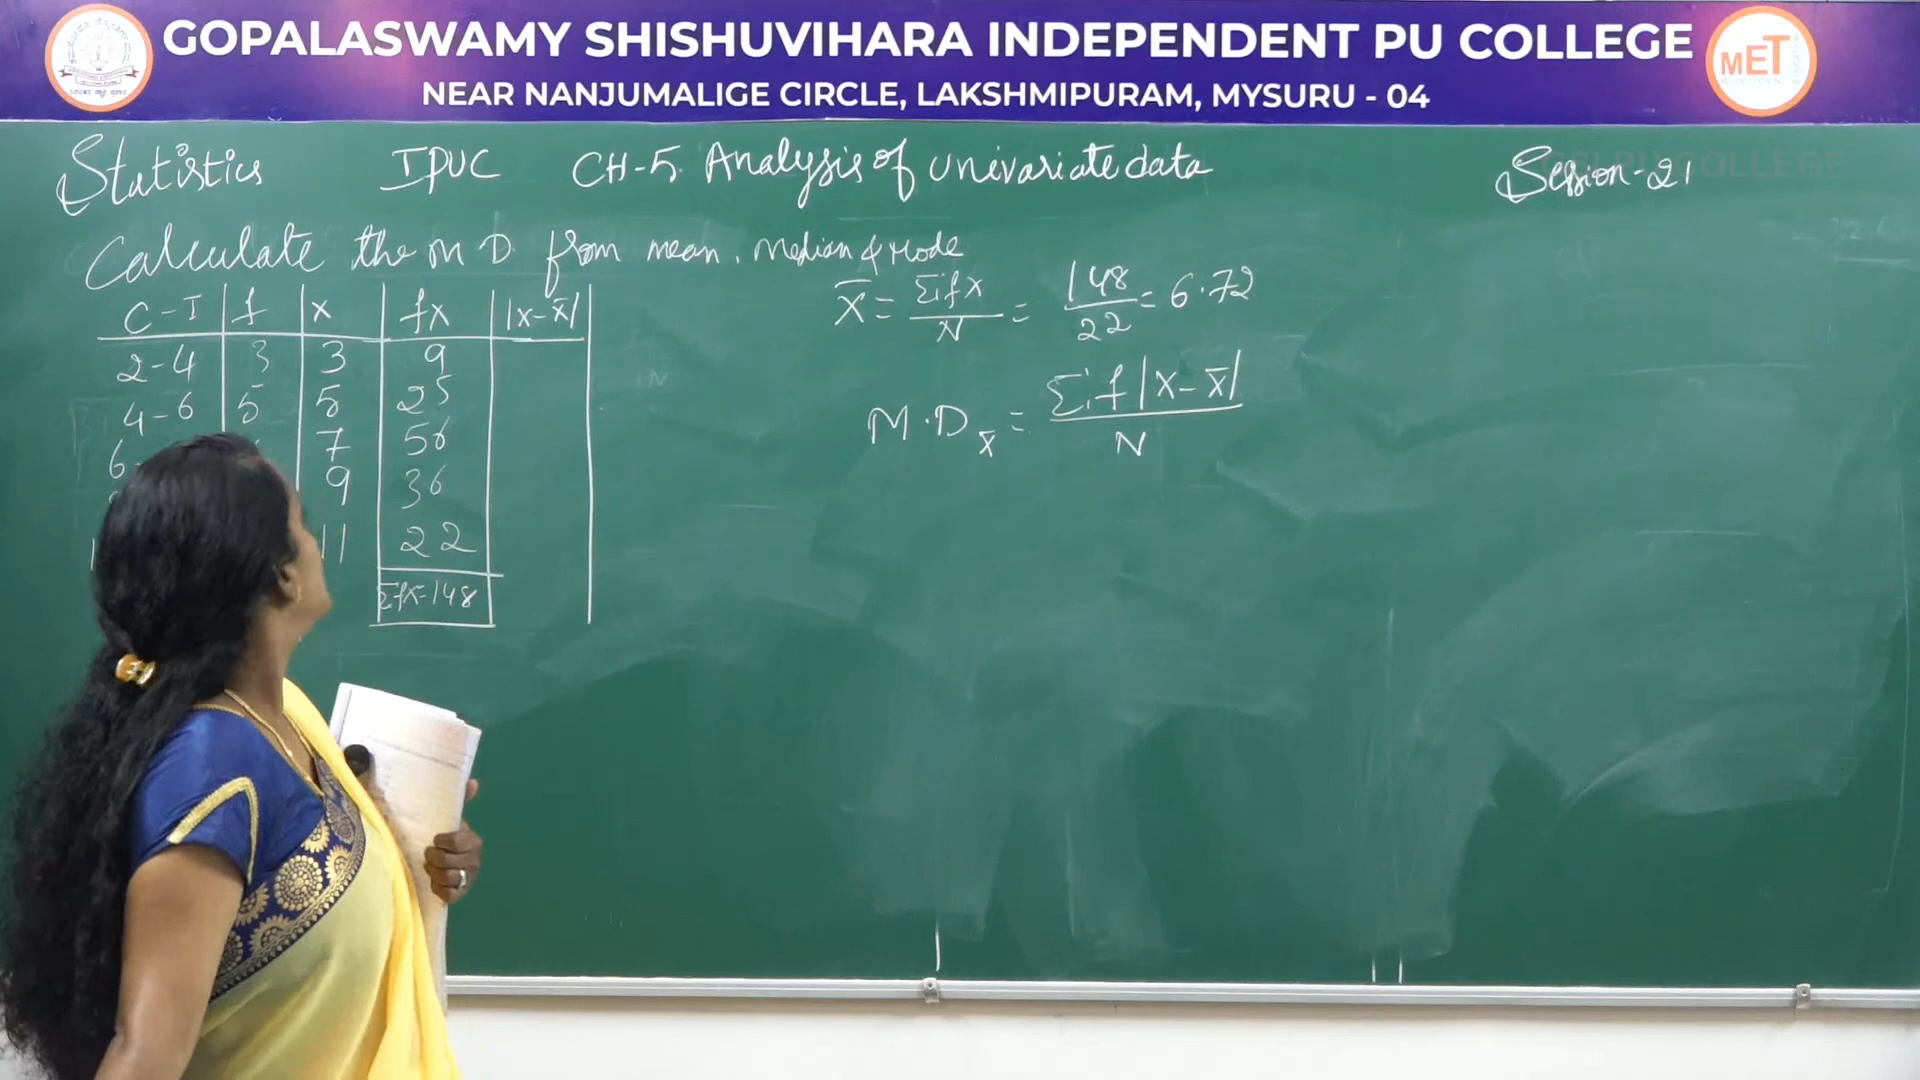 GOPALASWAMY SHISHUVIHARA INDEPENDENT PU COLLEGE
NEAR NANJUMALIGE CIRCLE, LAKSHMIPURAM, MYSURU - 04
MET
Statistics IPUC CH-5. Analysis of univariate data Session-21
Calculate the M D from mean, Median & Mode
C-I f x fx |x-x̄|
2-4 3 3 9
4-6 5 5 25
6- 7 56
9 36
11 22
Σfx=148
X̄ = Σfx/N = 148/22 = 6.72
M.D x̄ = Σf|x-x̄|/N